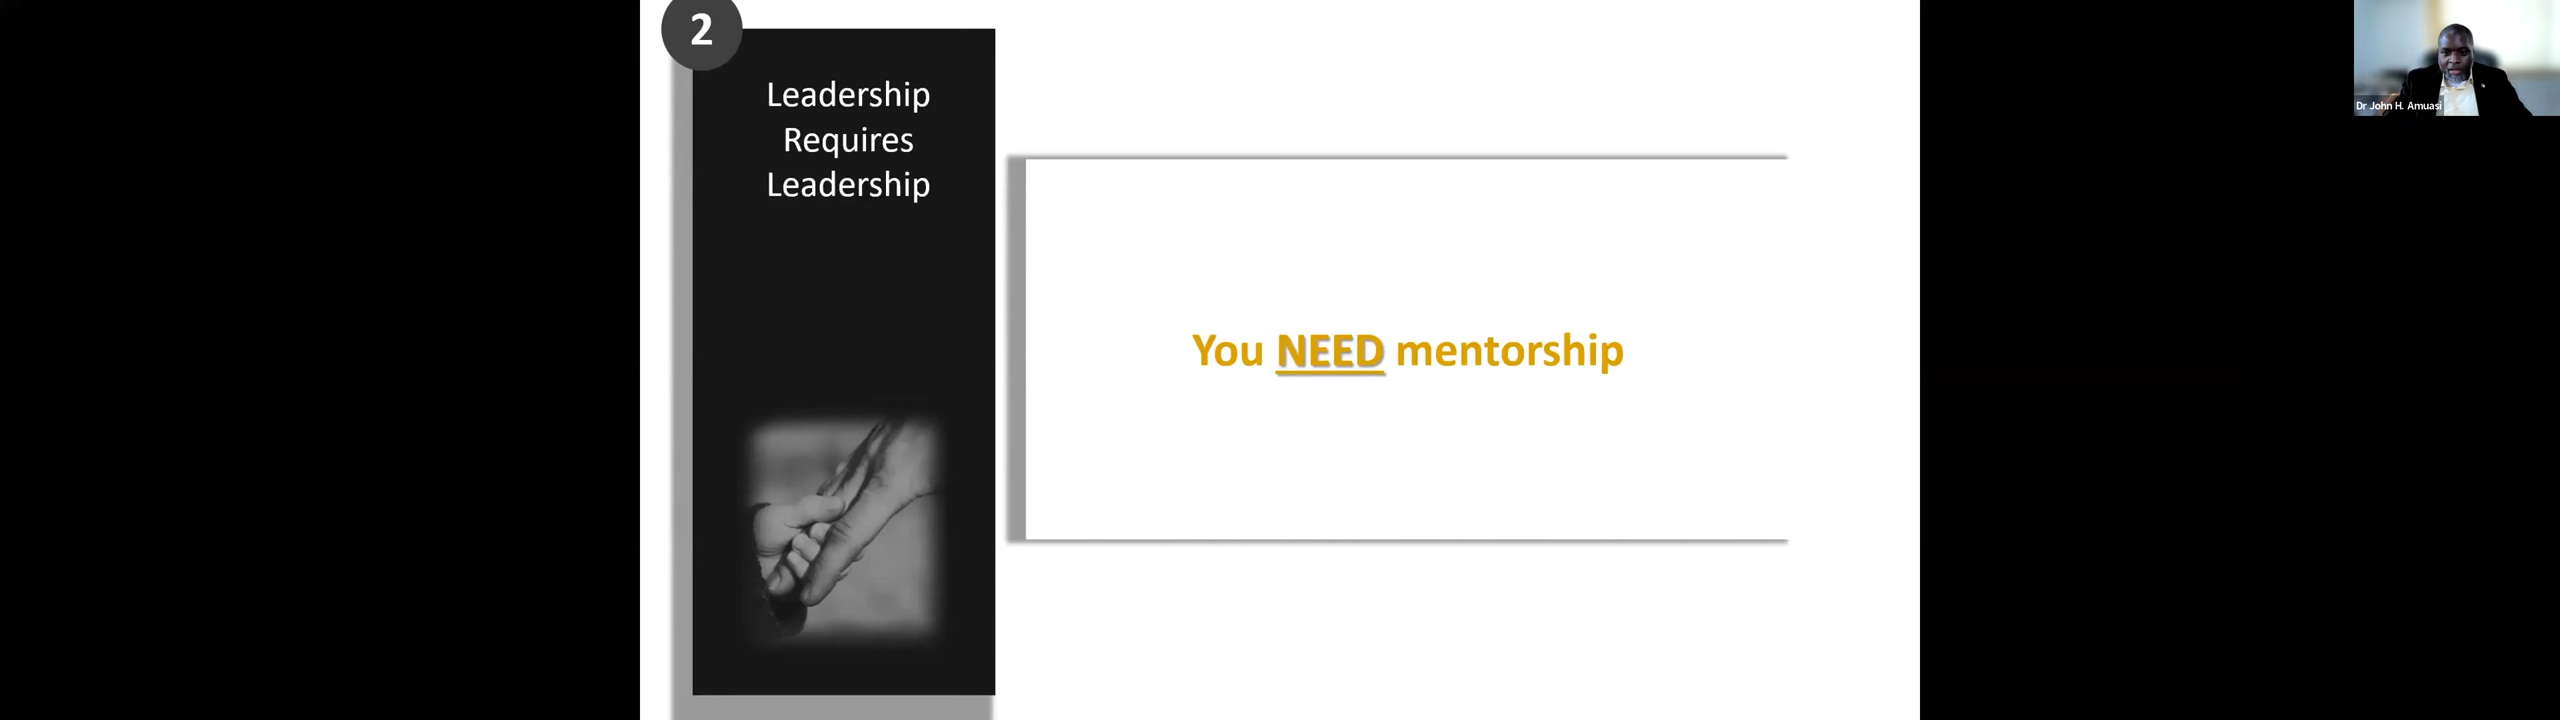 2
Leadership
Requires
Leadership
You NEED mentorship
Dr John H. Amuasi